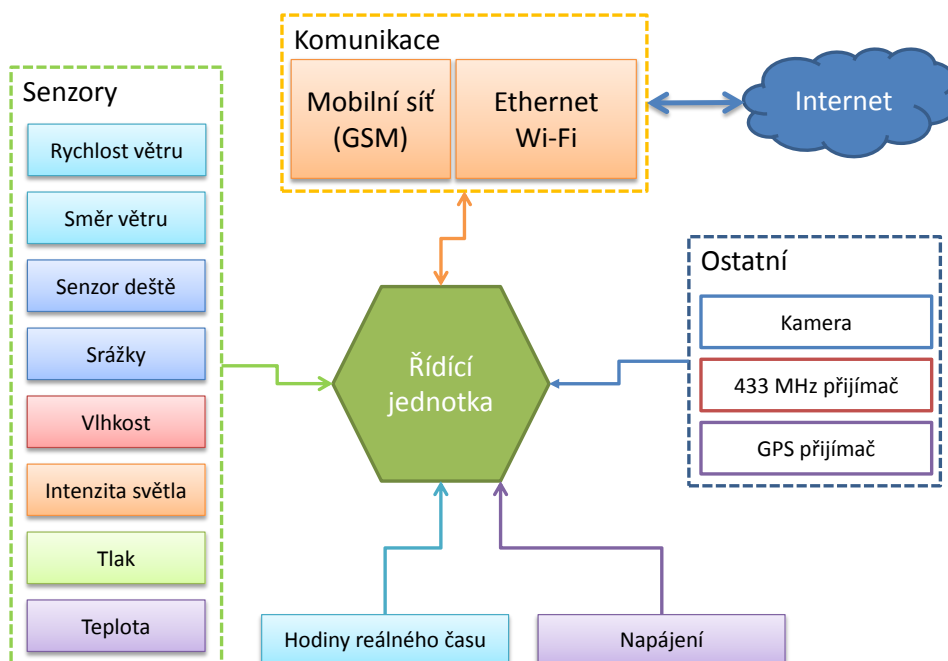 Senzory
Rychlost větru
Směr větru
Senzor deště
Srážky
Vlhkost
Intenzita světla
Tlak
Teplota
Komunikace
Mobilní síť
(GSM)
Ethernet
Wi-Fi
Internet
Řídící
jednotka
Ostatní
Kamera
433 MHz přijímač
GPS přijímač
Hodiny reálného času
Napájení